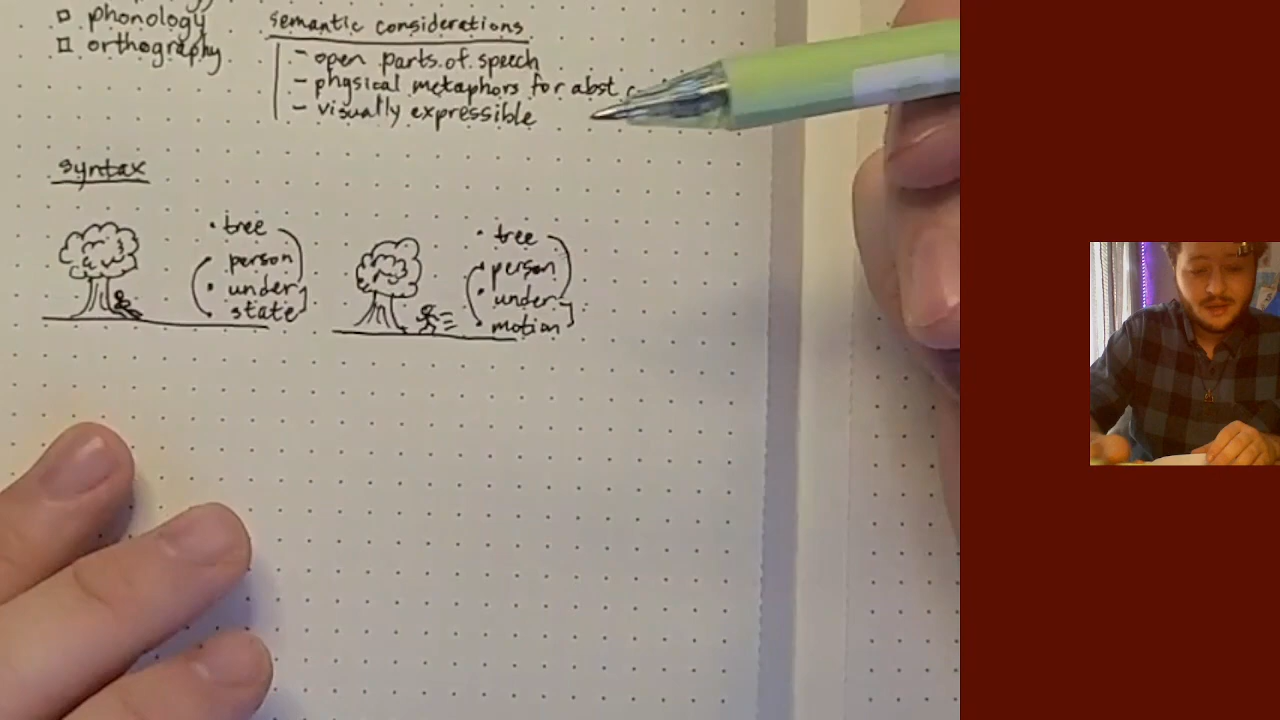 phonology
orthography
semantic considerations
- open parts of speech
- physical metaphors for abst
- visually expressible
syntax
• tree
person
• under
state
• tree
person
• under
motion